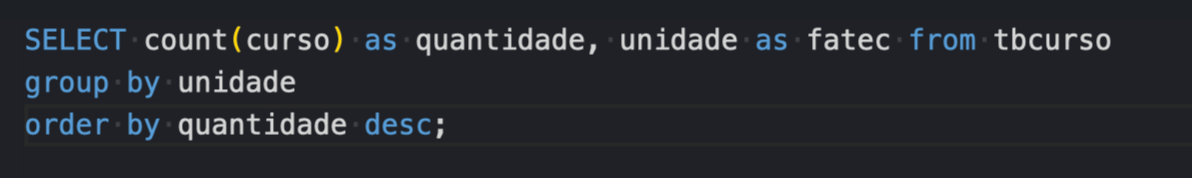 SELECT count(curso) as quantidade, unidade as fatec from tbcurso
group by unidade
order by quantidade desc;